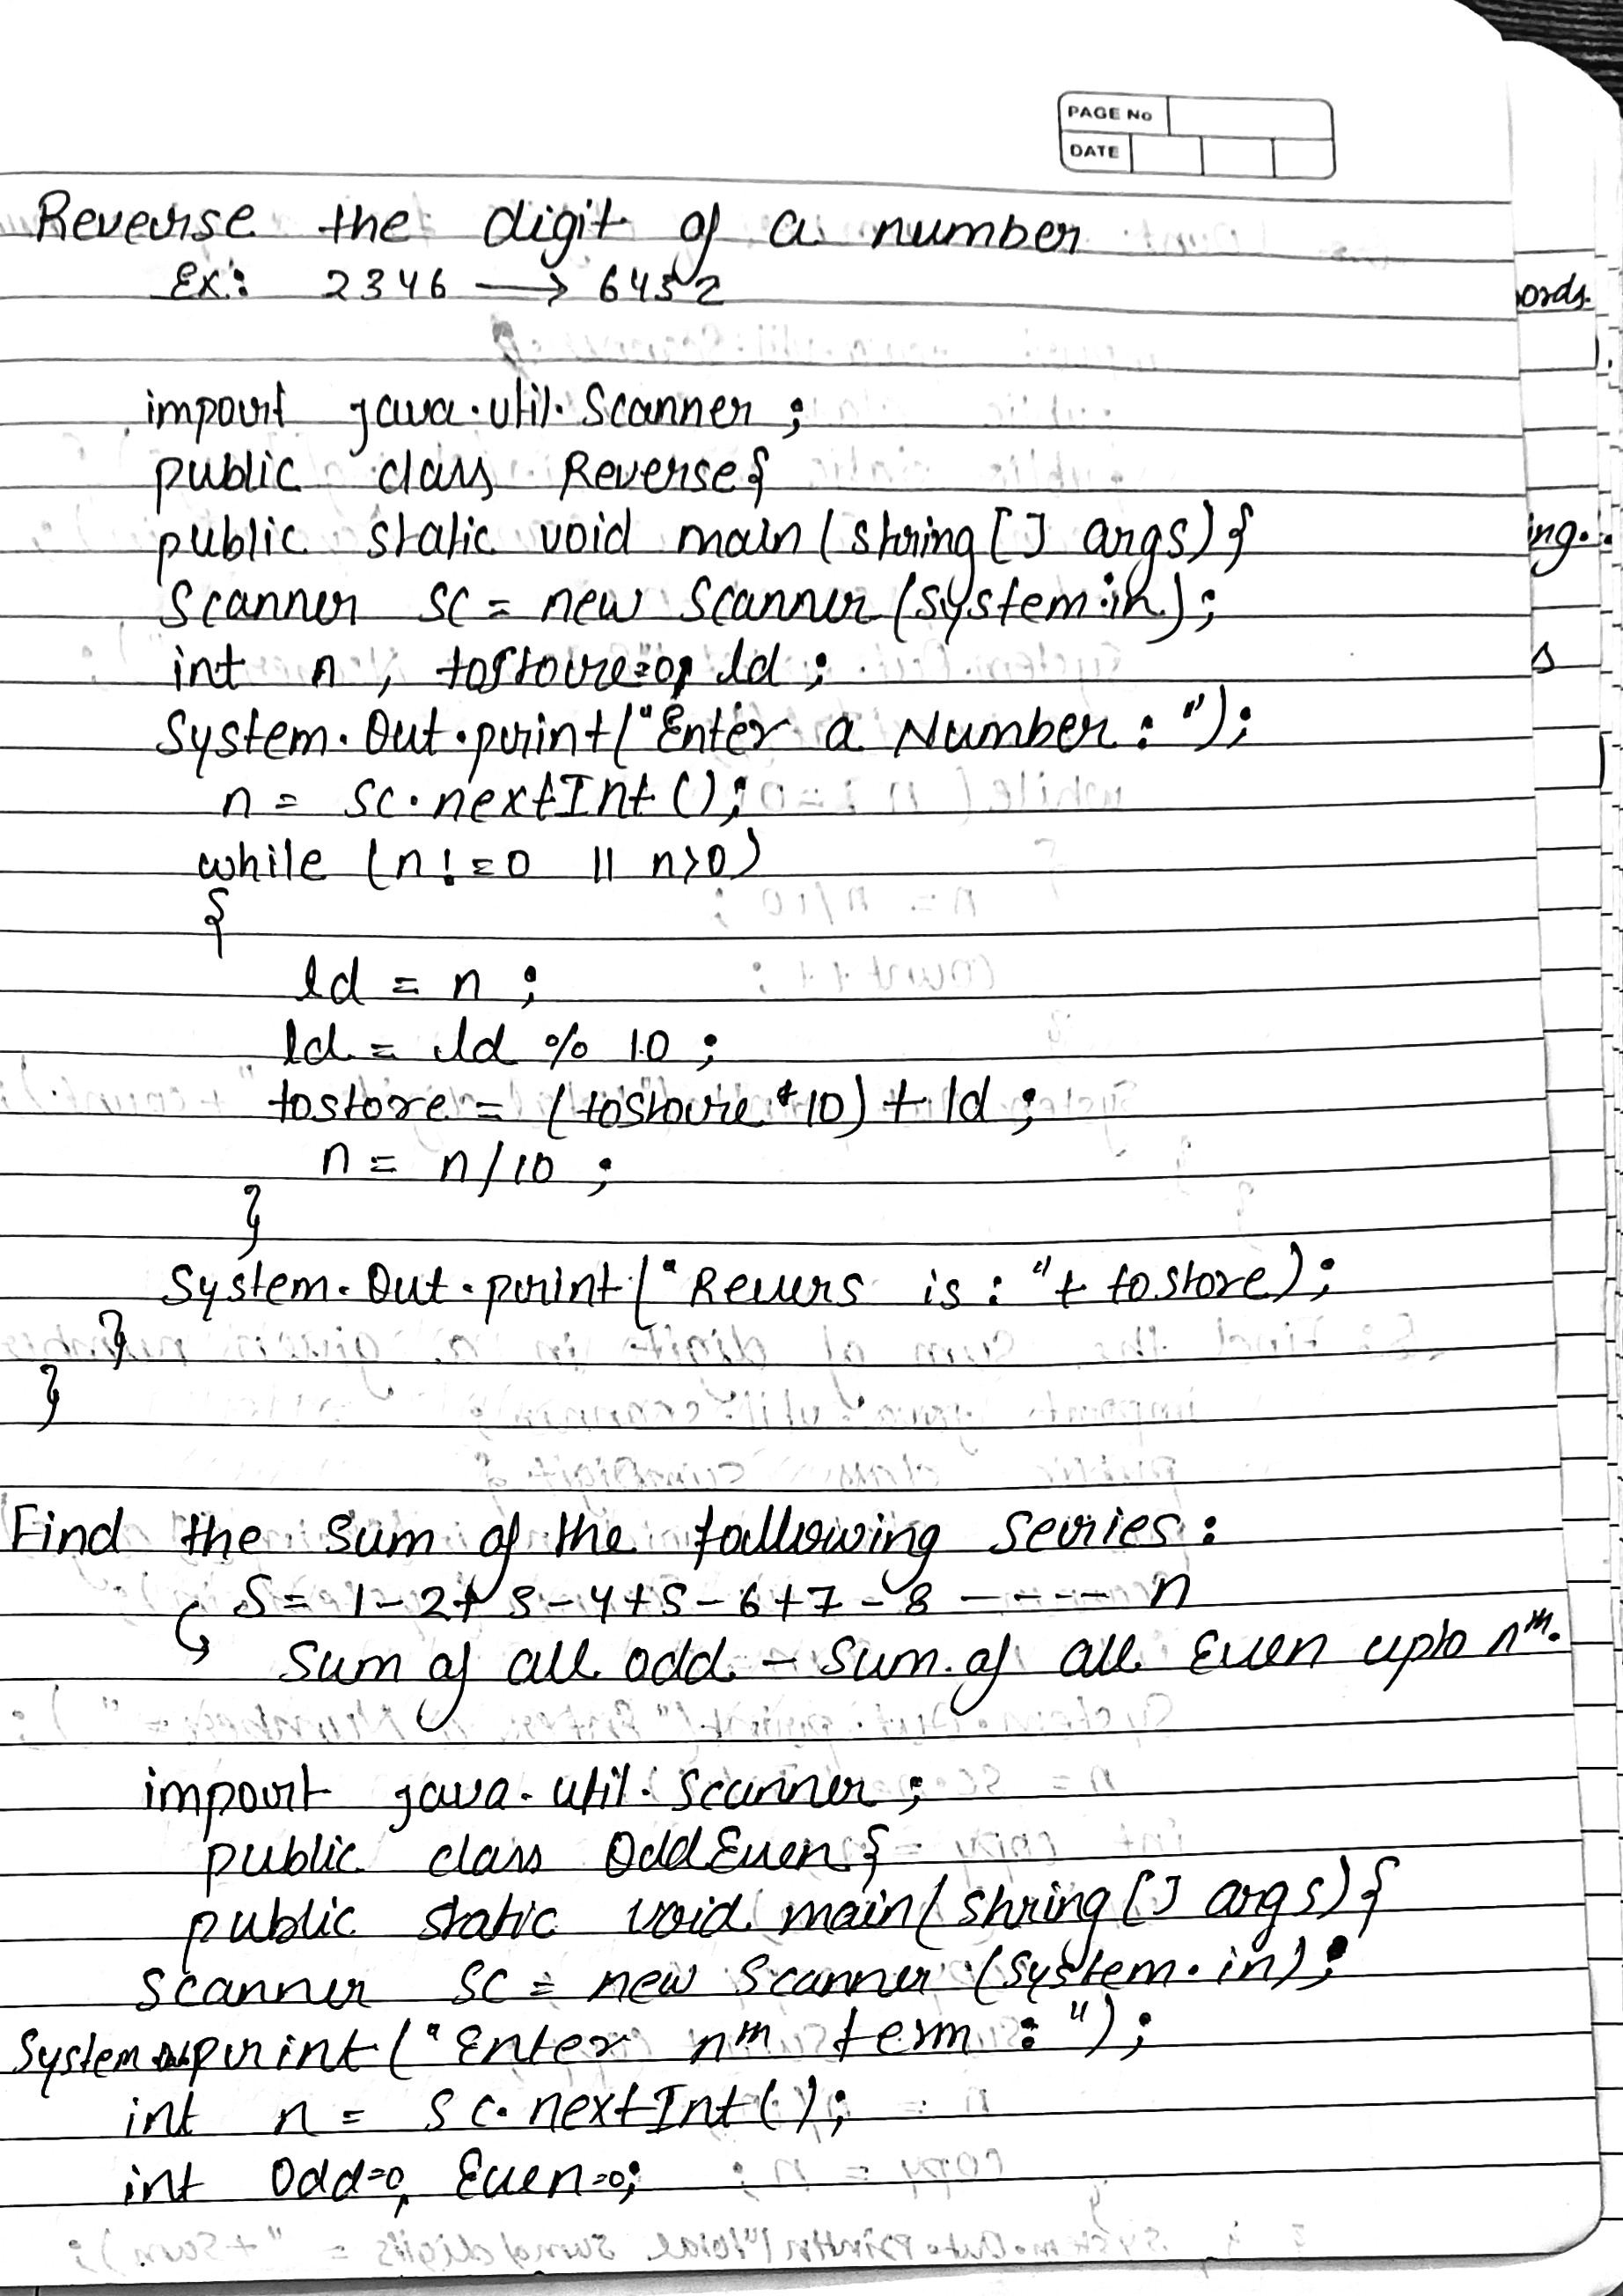 PAGE No
DATE
Reverse the digit of a number
Ex: 2346 → 6432
import java.util.Scanner;
public class Reverse{
public static void main(String[] args){
Scanner sc = new Scanner(System.in);
int n, tostore=0, ld;
System.Out.print("Enter a Number: ");
n = sc.nextInt();
while (n!=0 || n>0)
{
ld = n;
ld = ld % 10;
tostore = (tostore*10) + ld;
n = n/10;
}
System.Out.print("Revers is: "+ tostore);
}
}
Find the sum of the following series:
S = 1-2+3-4+5-6+7-8 ---- n
Sum of all odd - Sum of all Even upto nth.
import java.util.Scanner;
public class OddEven{
public static void main(String[] args){
Scanner sc = new Scanner(System.in);
System.Out.print("Enter nth term: ");
int n = sc.nextInt();
int Odd=0, Even=0;
ords.
ing.
s